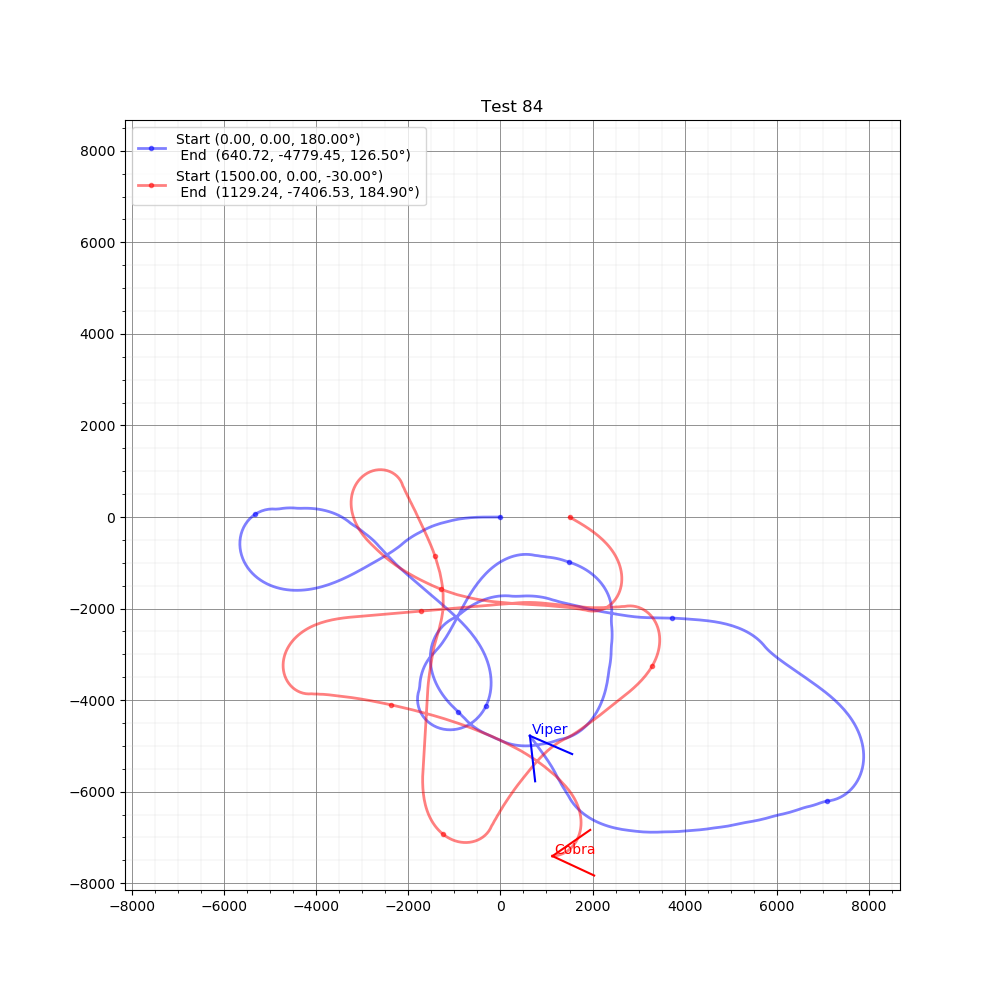 Test 84
Start (0.00, 0.00, 180.00°)
End (640.72, -4779.45, 126.50°)
Start (1500.00, 0.00, -30.00°)
End (1129.24, -7406.53, 184.90°)
8000
6000
4000
2000
0
−2000
−4000
−6000
−8000
Viper
Cobra
−8000 −6000 −4000 −2000 0 2000 4000 6000 8000